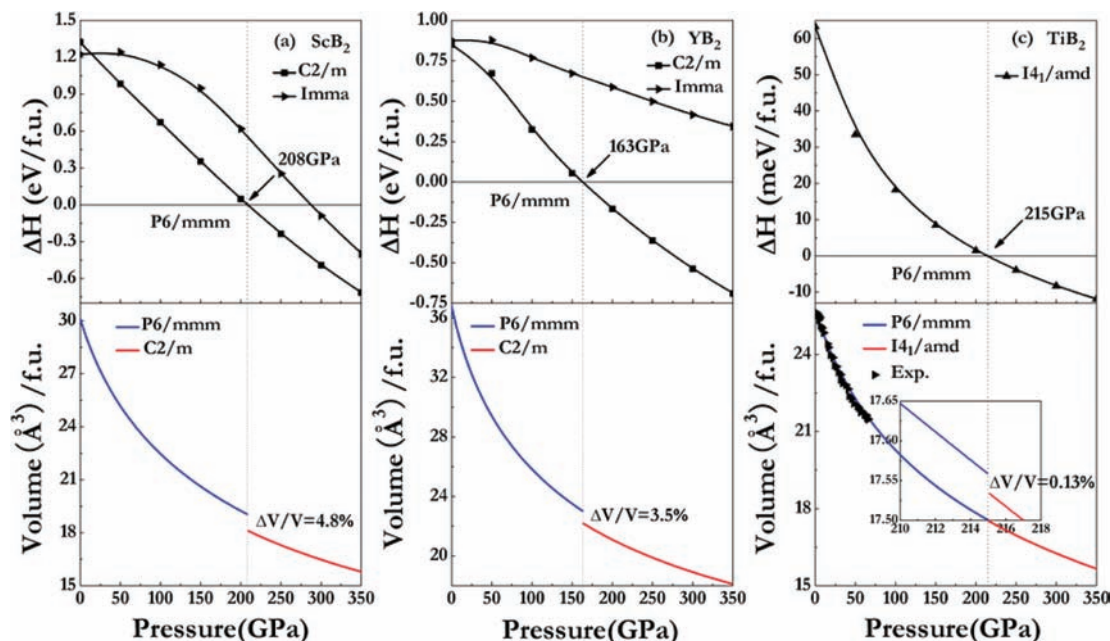 (a) ScB₂
C2/m
Imma
208GPa
P6/mmm
ΔH (eV/f.u.)
1.5
1.2
0.9
0.6
0.3
0.0
-0.3
-0.6
P6/mmm
C2/m
ΔV/V=4.8%
Volume (Å³)/f.u.
30
27
24
21
18
15
0 50 100 150 200 250 300 350
Pressure(GPa)
(b) YB₂
C2/m
Imma
163GPa
P6/mmm
ΔH (eV/f.u.)
1.00
0.75
0.50
0.25
0.00
-0.25
-0.50
-0.75
P6/mmm
C2/m
ΔV/V=3.5%
Volume (Å³)/f.u.
36
32
28
24
20
0 50 100 150 200 250 300 350
Pressure(GPa)
(c) TiB₂
I4₁/amd
215GPa
P6/mmm
ΔH (meV/f.u.)
60
50
40
30
20
10
0
-10
P6/mmm
I4₁/amd
Exp.
17.65
17.60
17.55
17.50
210 212 214 216 218
ΔV/V=0.13%
Volume (Å³)/f.u.
24
21
18
15
0 50 100 150 200 250 300 350
Pressure(GPa)